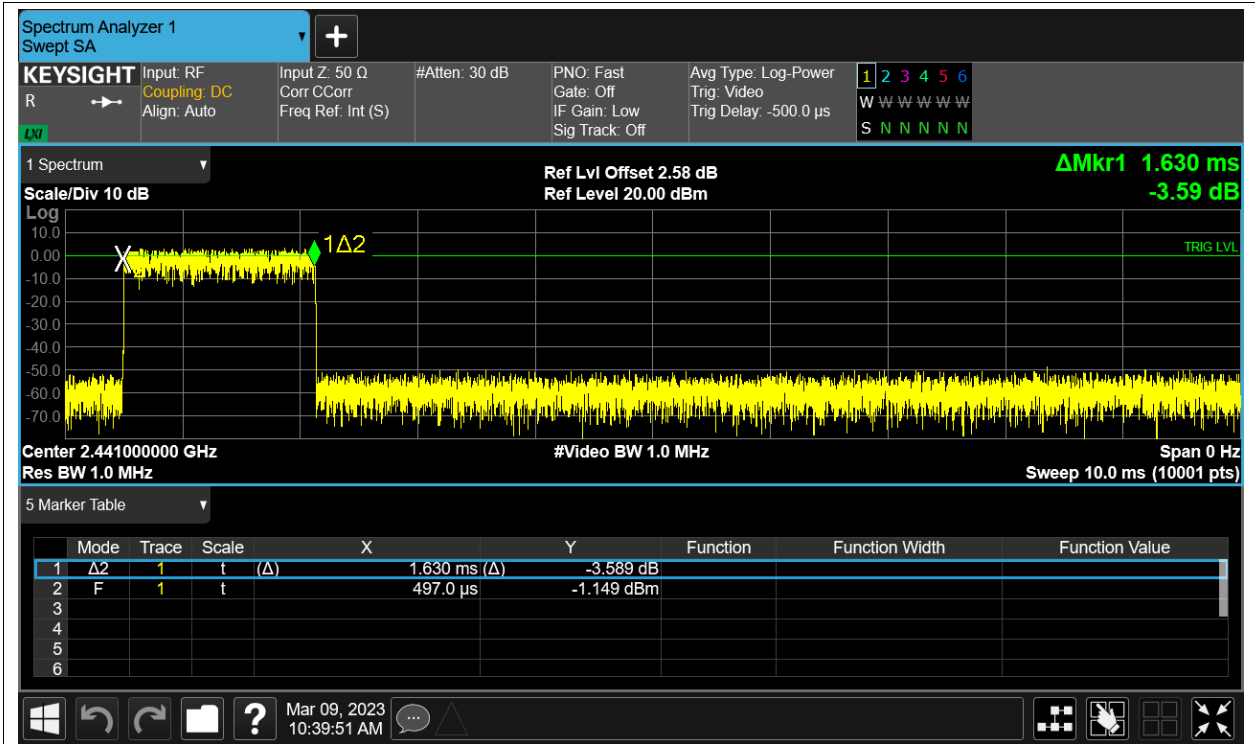 Spectrum Analyzer 1
Swept SA
KEYSIGHT Input: RF Input Z: 50 Ω #Atten: 30 dB PNO: Fast Avg Type: Log-Power 1 2 3 4 5 6
R Coupling: DC Corr CCorr Gate: Off Trig: Video W W W W W W
Align: Auto Freq Ref: Int (S) IF Gain: Low Trig Delay: -500.0 µs
LXI Sig Track: Off S N N N N N
1 Spectrum
Ref Lvl Offset 2.58 dB ΔMkr1 1.630 ms
Scale/Div 10 dB Ref Level 20.00 dBm -3.59 dB
Log
10.0
1Δ2
0.00 TRIG LVL
-10.0
-20.0
-30.0
-40.0
-50.0
-60.0
-70.0
Center 2.441000000 GHz #Video BW 1.0 MHz Span 0 Hz
Res BW 1.0 MHz Sweep 10.0 ms (10001 pts)
5 Marker Table
Mode Trace Scale X Y Function Function Width Function Value
1 Δ2 1 t (Δ) 1.630 ms (Δ) -3.589 dB
2 F 1 t 497.0 µs -1.149 dBm
3
4
5
6
? Mar 09, 2023
10:39:51 AM